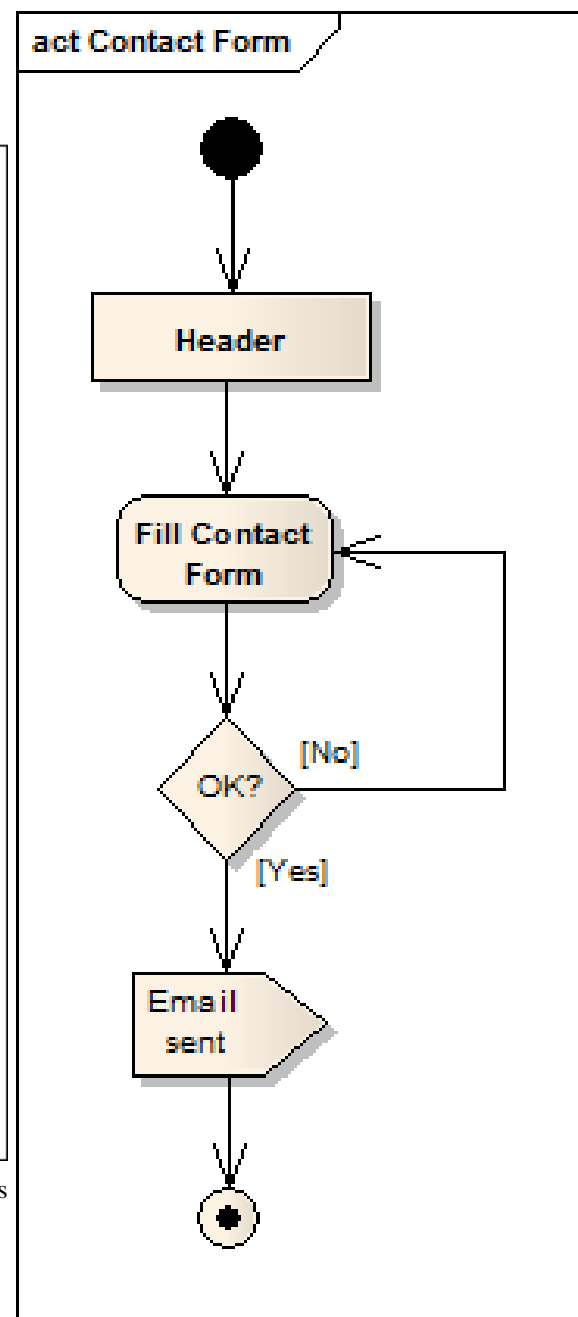 act Contact Form
Header
Fill Contact
Form
OK?
[No]
[Yes]
Email
sent
s